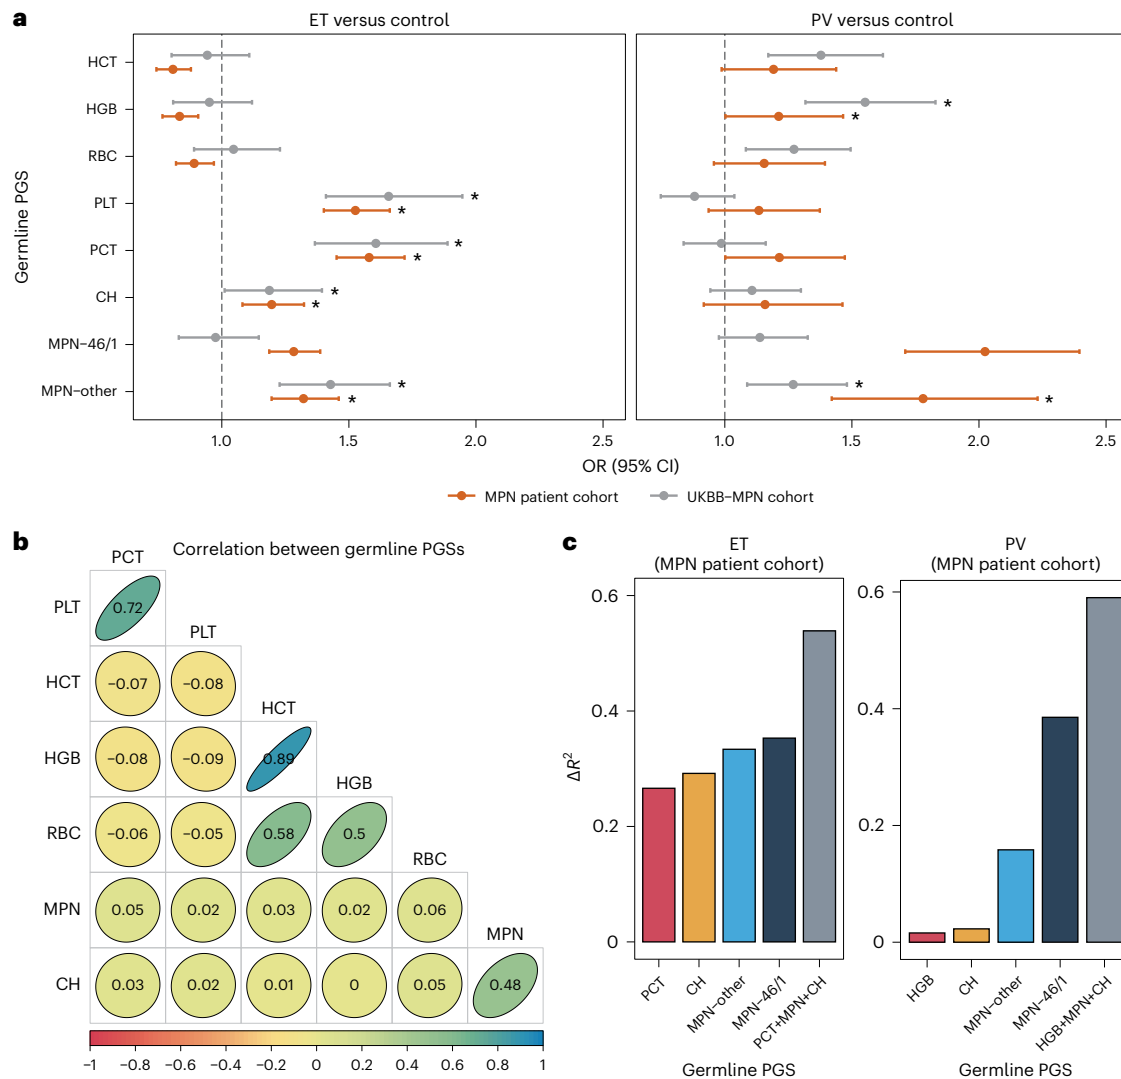 a
ET versus control
PV versus control
Germline PGS
HCT
HGB
RBC
PLT
PCT
CH
MPN–46/1
MPN–other
*
*
*
*
*
*
*
*
*
*
*
*
1.0 1.5 2.0 2.5
1.0 1.5 2.0 2.5
OR (95% CI)
MPN patient cohort
UKBB–MPN cohort
b
Correlation between germline PGSs
PCT
PLT 0.72
PLT
HCT −0.07 −0.08
HCT
HGB −0.08 −0.09 0.89
HGB
RBC −0.06 −0.05 0.58 0.5
RBC
MPN 0.05 0.02 0.03 0.02 0.06
MPN
CH 0.03 0.02 0.01 0 0.05 0.48
−1 −0.8 −0.6 −0.4 −0.2 0 0.2 0.4 0.6 0.8 1
c
ET
(MPN patient cohort)
ΔR²
0.6
0.4
0.2
0
PCT
CH
MPN–other
MPN–46/1
PCT+MPN+CH
Germline PGS
PV
(MPN patient cohort)
0.6
0.4
0.2
0
HGB
CH
MPN–other
MPN–46/1
HGB+MPN+CH
Germline PGS